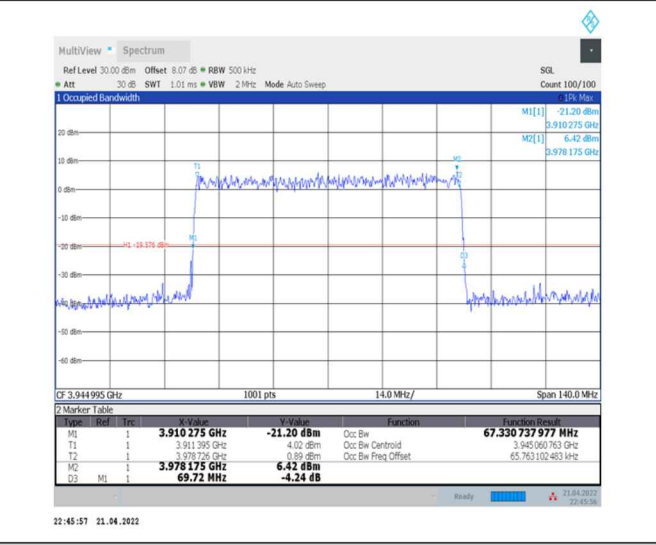 MultiView Spectrum
Ref Level 30.00 dBm Offset 8.07 dB RBW 500 kHz SGL
Att 30 dB SWT 1.01 ms VBW 2 MHz Mode Auto Sweep Count 100/100
1 Occupied Bandwidth 1Pk Max
M1[1] -21.20 dBm
3.910 275 GHz
M2[1] 6.42 dBm
3.978 175 GHz
20 dBm
10 dBm
T1
M2
T2
0 dBm
-10 dBm
M1
-20 dBm
H1 -19.576 dBm
D3
-30 dBm
-40 dBm
-50 dBm
-60 dBm
CF 3.944 995 GHz 1001 pts 14.0 MHz/ Span 140.0 MHz
2 Marker Table
Type Ref Trc X-Value Y-Value Function Function Result
M1 1 3.910 275 GHz -21.20 dBm Occ Bw 67.330 737 977 MHz
T1 1 3.911 395 GHz 4.02 dBm Occ Bw Centroid 3.945 060 763 GHz
T2 1 3.978 726 GHz 0.89 dBm Occ Bw Freq Offset 65.763 102 483 kHz
M2 1 3.978 175 GHz 6.42 dBm
D3 M1 1 69.72 MHz -4.24 dB
Ready 21.04.2022
22:45:56
22:45:57 21.04.2022